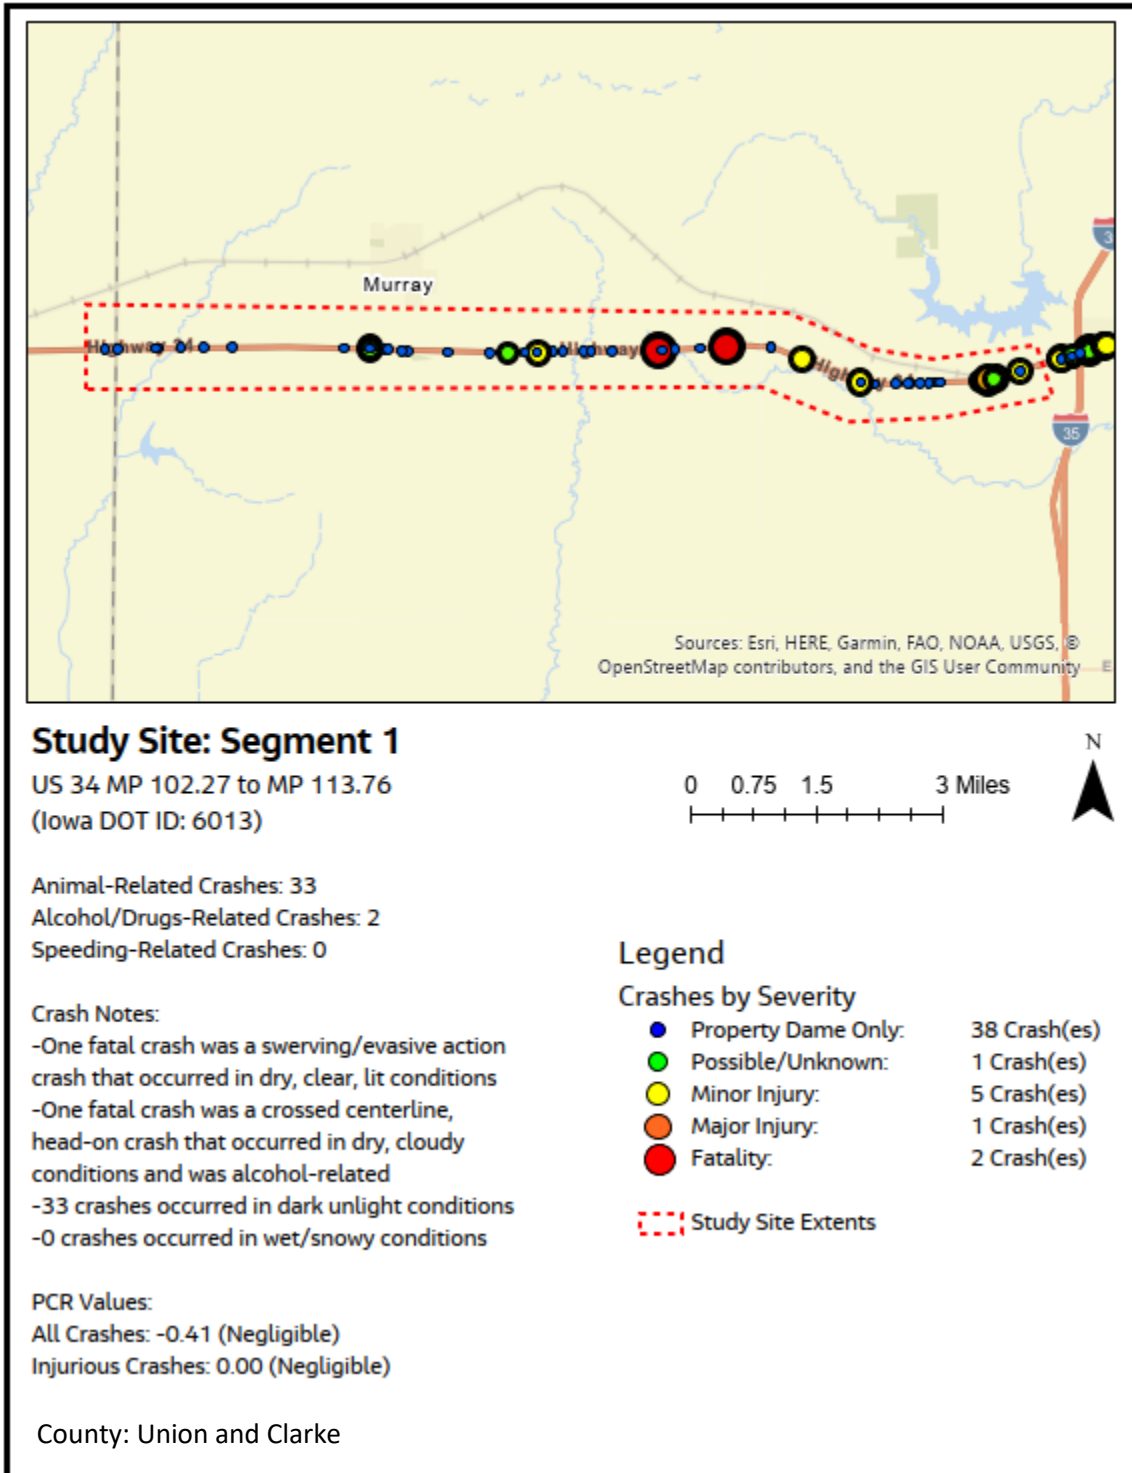 Murray
Highway 34
Highway
Highway 34
3
35
E
Sources: Esri, HERE, Garmin, FAO, NOAA, USGS, ©
OpenStreetMap contributors, and the GIS User Community
Study Site: Segment 1
US 34 MP 102.27 to MP 113.76
(Iowa DOT ID: 6013)
0 0.75 1.5 3 Miles
N
Animal-Related Crashes: 33
Alcohol/Drugs-Related Crashes: 2
Speeding-Related Crashes: 0
Crash Notes:
-One fatal crash was a swerving/evasive action
crash that occurred in dry, clear, lit conditions
-One fatal crash was a crossed centerline,
head-on crash that occurred in dry, cloudy
conditions and was alcohol-related
-33 crashes occurred in dark unlight conditions
-0 crashes occurred in wet/snowy conditions
PCR Values:
All Crashes: -0.41 (Negligible)
Injurious Crashes: 0.00 (Negligible)
County: Union and Clarke
Legend
Crashes by Severity
Property Dame Only: 38 Crash(es)
Possible/Unknown: 1 Crash(es)
Minor Injury: 5 Crash(es)
Major Injury: 1 Crash(es)
Fatality: 2 Crash(es)
Study Site Extents